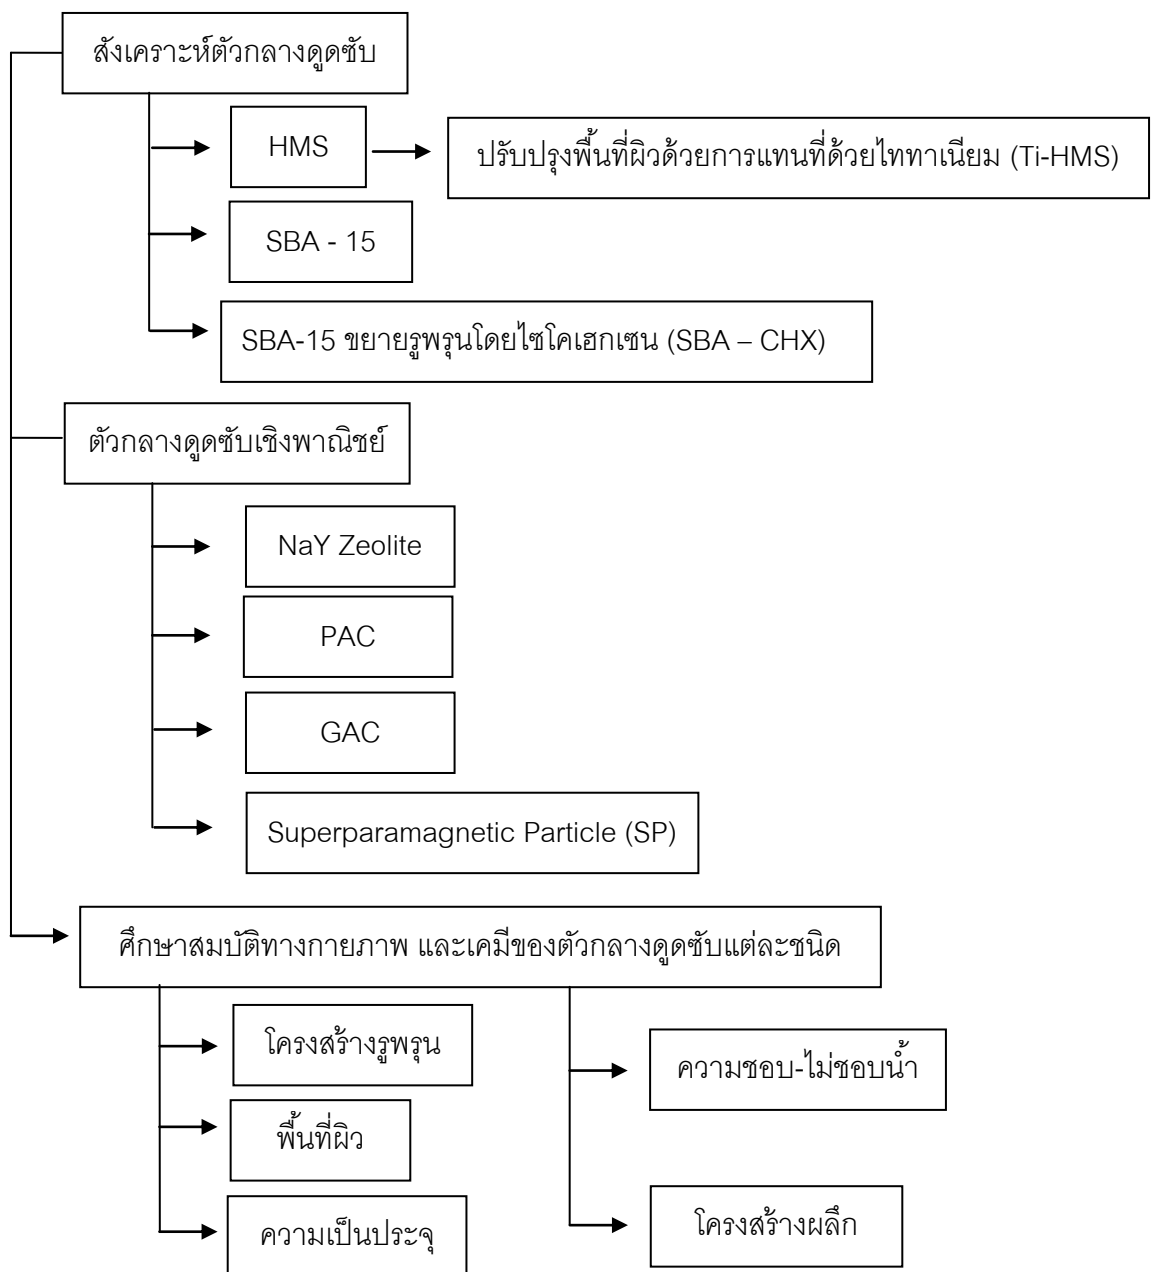 สังเคราะห์ตัวกลางดูดซับ
HMS
ปรับปรุงพื้นที่ผิวด้วยการแทนที่ด้วยไททาเนียม (Ti-HMS)
SBA - 15
SBA-15 ขยายรูพรุนโดยไซโคเฮกเซน (SBA – CHX)
ตัวกลางดูดซับเชิงพาณิชย์
NaY Zeolite
PAC
GAC
Superparamagnetic Particle (SP)
ศึกษาสมบัติทางกายภาพ และเคมีของตัวกลางดูดซับแต่ละชนิด
โครงสร้างรูพรุน
พื้นที่ผิว
ความเป็นประจุ
ความชอบ-ไม่ชอบน้ำ
โครงสร้างผลึก